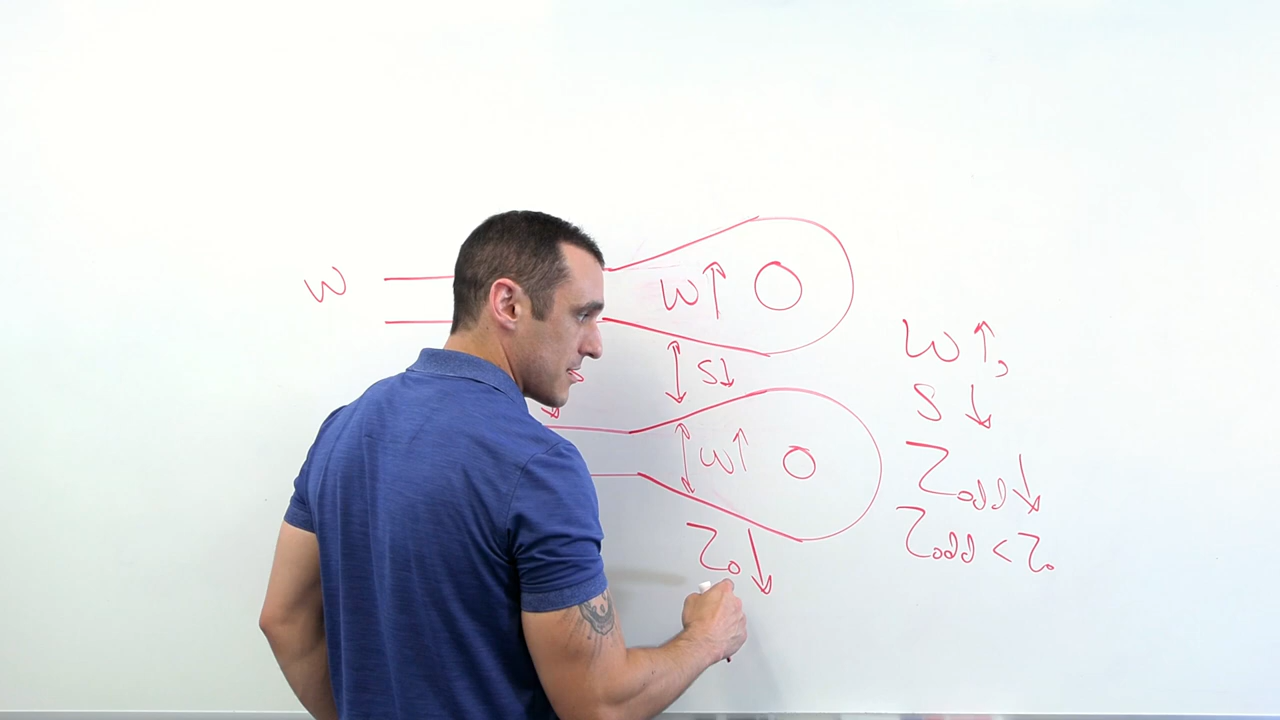 W
W↑
S↓
W↑
Z₀↓
W↑,
S↓
Zodd↓
Zodd < Z₀